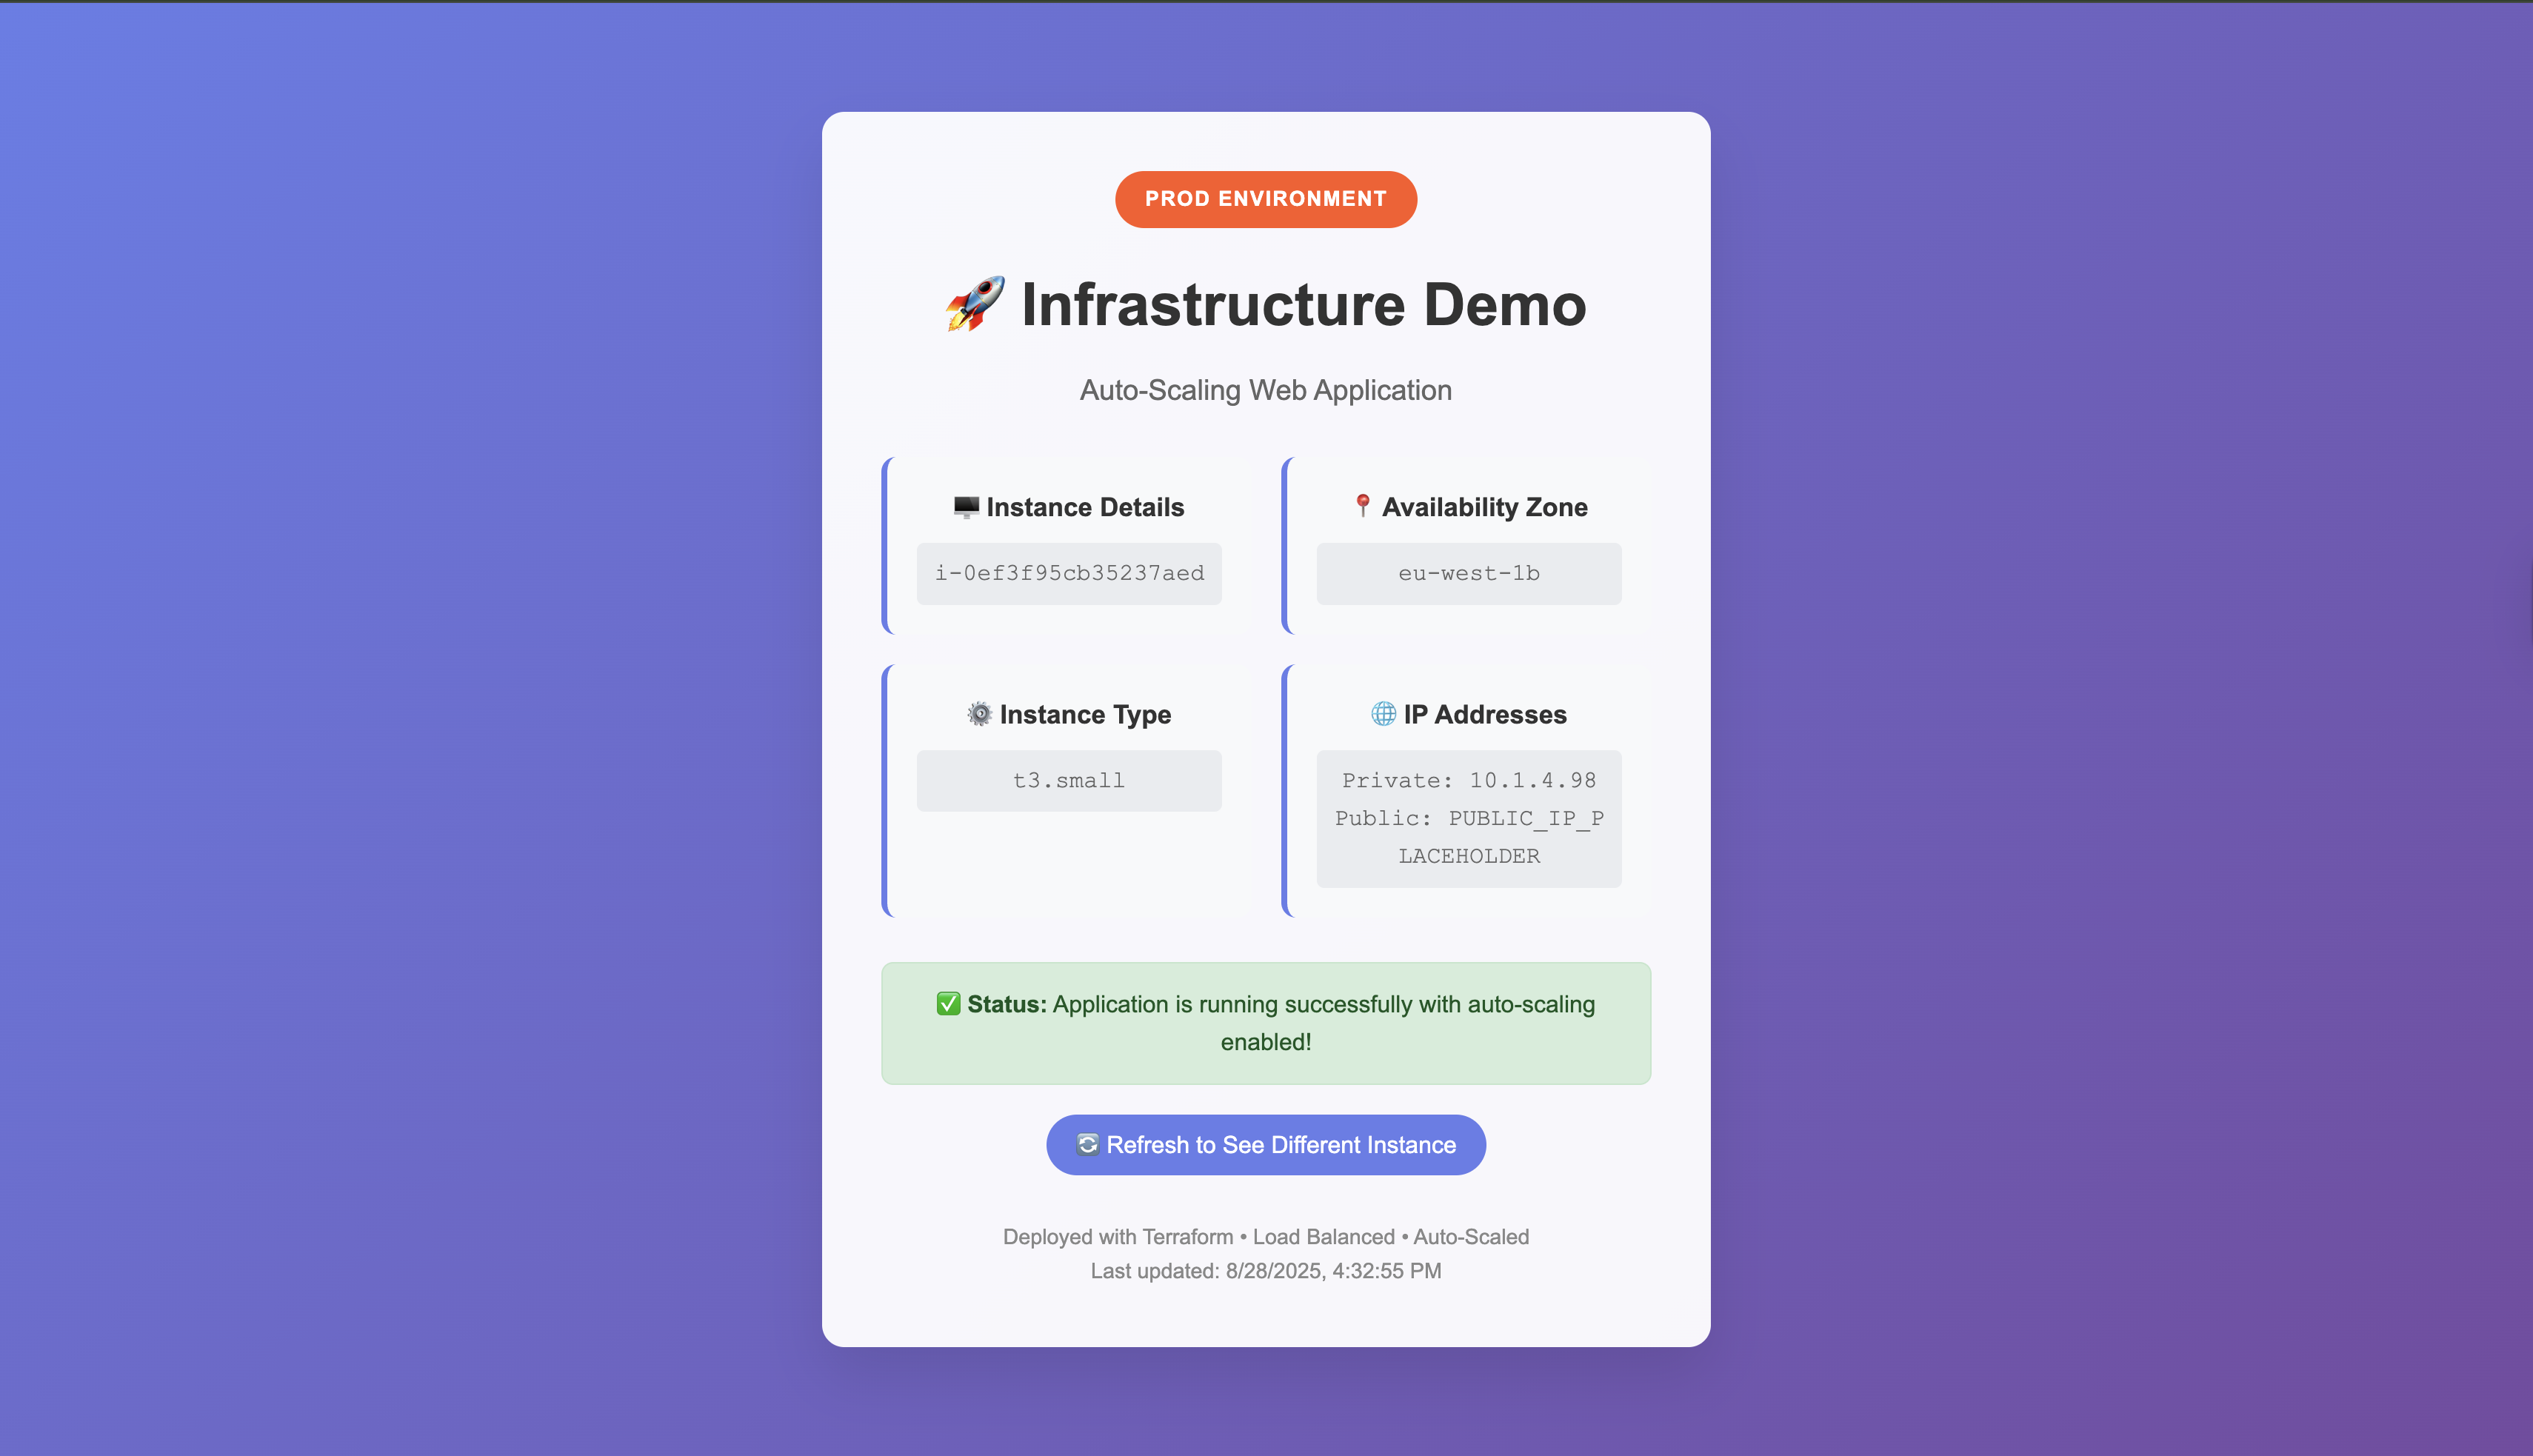 PROD ENVIRONMENT
🚀 Infrastructure Demo
Auto-Scaling Web Application
🖥️ Instance Details
i-0ef3f95cb35237aed
📍 Availability Zone
eu-west-1b
⚙️ Instance Type
t3.small
🌐 IP Addresses
Private: 10.1.4.98
Public: PUBLIC_IP_P
LACEHOLDER
✅ Status: Application is running successfully with auto-scaling
enabled!
🔄 Refresh to See Different Instance
Deployed with Terraform • Load Balanced • Auto-Scaled
Last updated: 8/28/2025, 4:32:55 PM